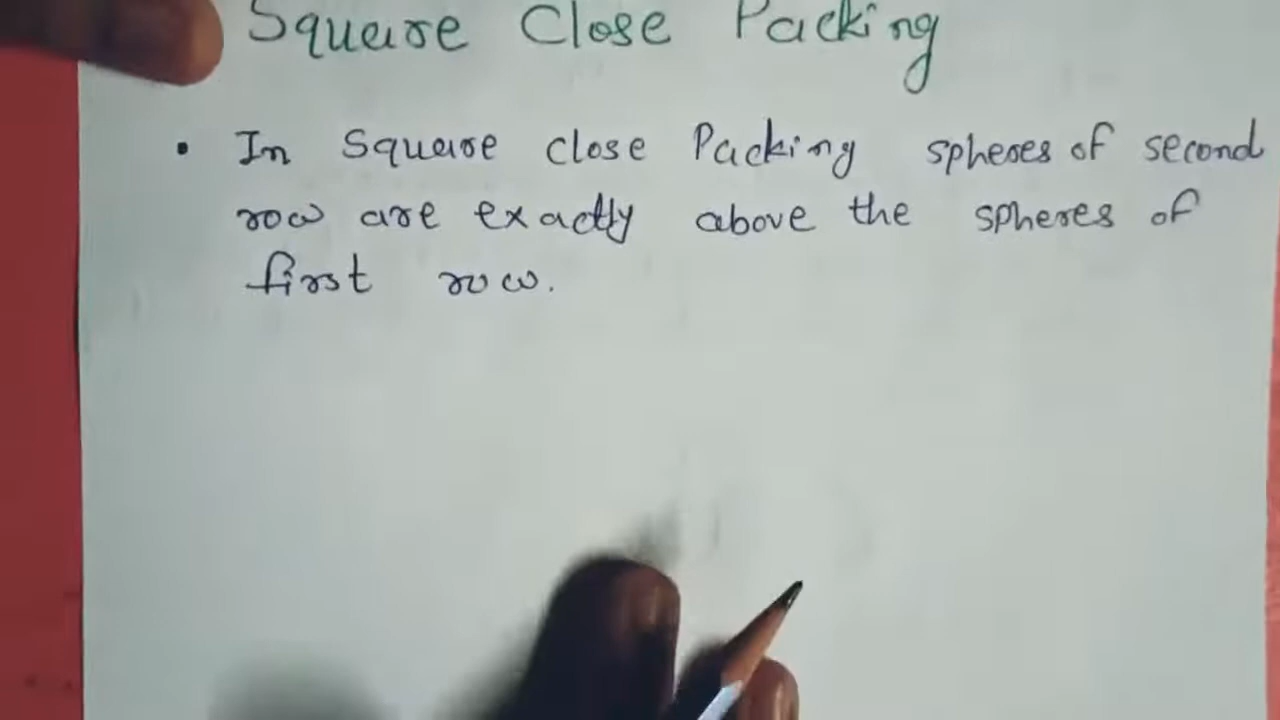 Square Close Packing
• In Square close Packing spheres of second
row are exactly above the spheres of
first row.